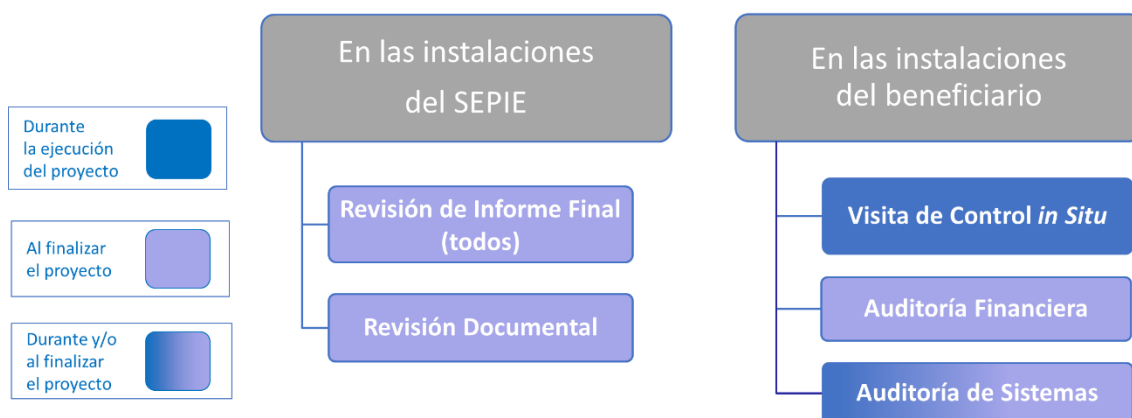 Durante
la ejecución
del proyecto
Al finalizar
el proyecto
Durante y/o
al finalizar
el proyecto
En las instalaciones
del SEPIE
Revisión de Informe Final
(todos)
Revisión Documental
En las instalaciones
del beneficiario
Visita de Control in Situ
Auditoría Financiera
Auditoría de Sistemas